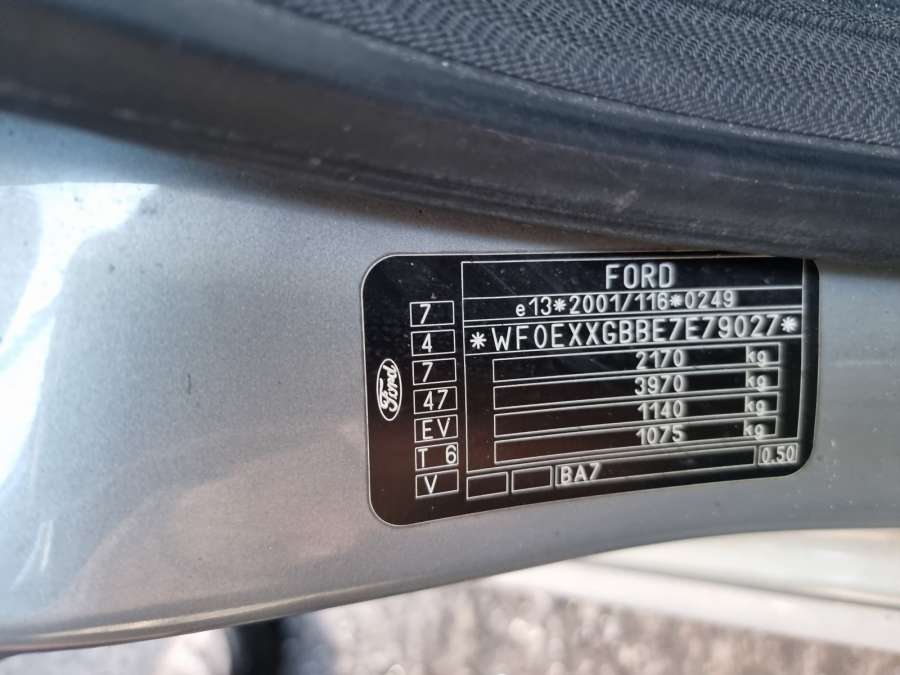 FORD
e13*2001/116*0249
*WF0EXXGBBE7E79027*
2170 kg
3970 kg
1140 kg
1075 kg
BA7 0.50
7
4
7
47
EV
T 6
V
Ford